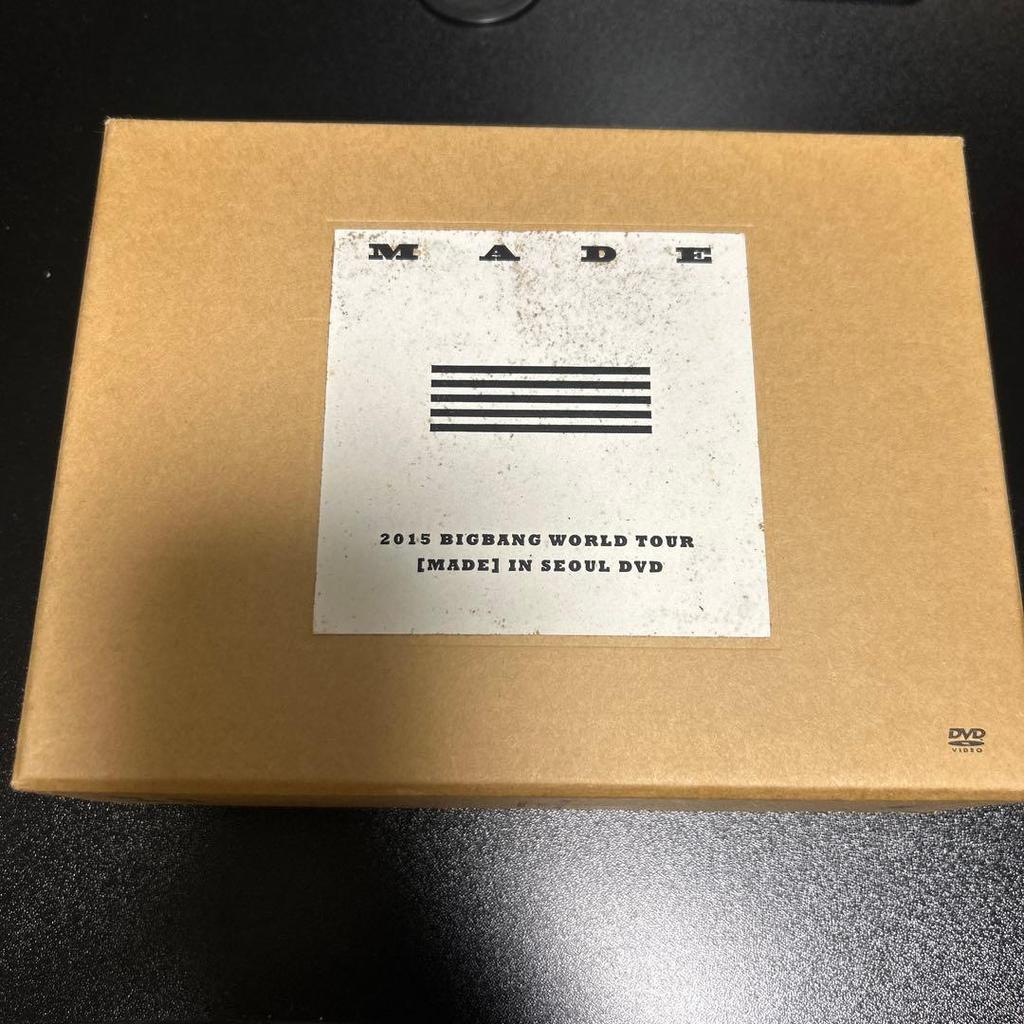 M A D E
2015 BIGBANG WORLD TOUR
[MADE] IN SEOUL DVD
DVD
VIDEO